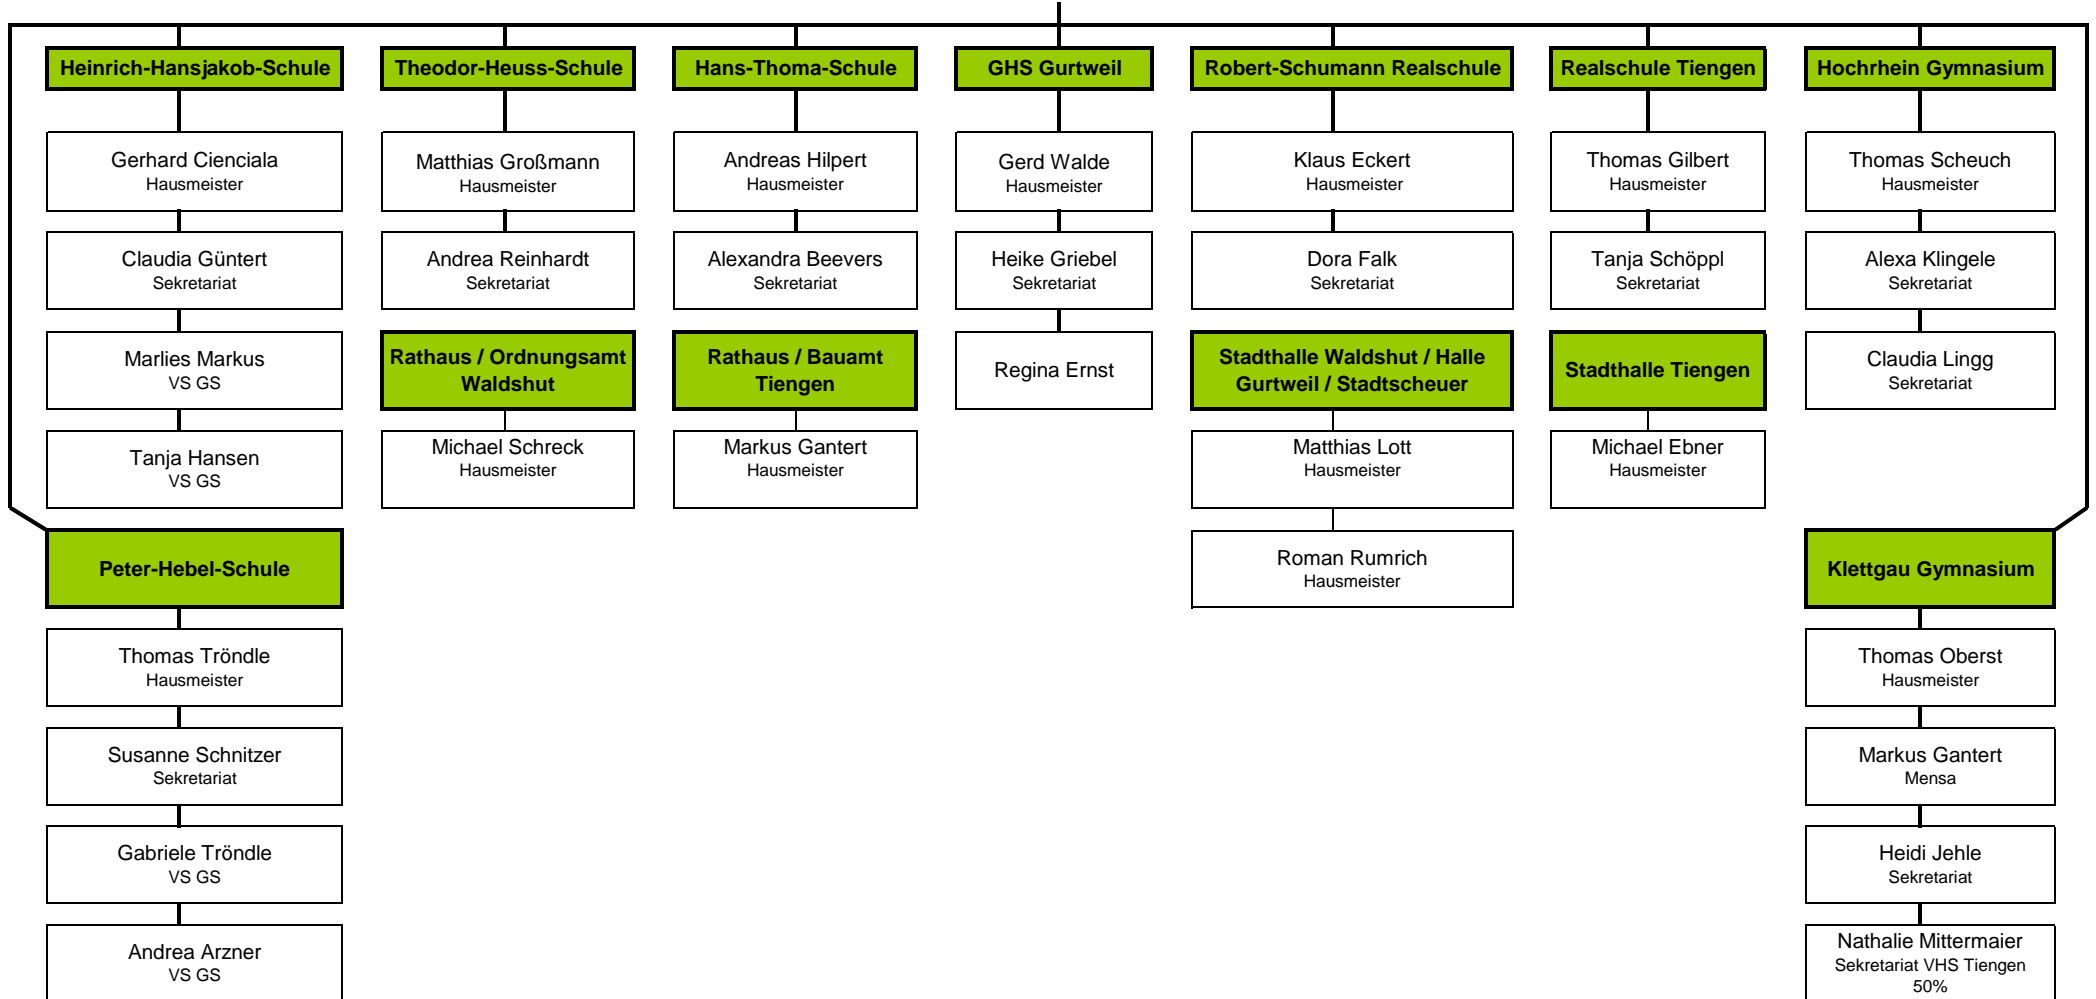 Heinrich-Hansjakob-Schule
Gerhard Cienciala
Hausmeister
Claudia Güntert
Sekretariat
Marlies Markus
VS GS
Tanja Hansen
VS GS
Peter-Hebel-Schule
Thomas Tröndle
Hausmeister
Susanne Schnitzer
Sekretariat
Gabriele Tröndle
VS GS
Andrea Arzner
VS GS
Theodor-Heuss-Schule
Matthias Großmann
Hausmeister
Andrea Reinhardt
Sekretariat
Rathaus / Ordnungsamt
Waldshut
Michael Schreck
Hausmeister
Hans-Thoma-Schule
Andreas Hilpert
Hausmeister
Alexandra Beevers
Sekretariat
Rathaus / Bauamt
Tiengen
Markus Gantert
Hausmeister
GHS Gurtweil
Gerd Walde
Hausmeister
Heike Griebel
Sekretariat
Regina Ernst
Robert-Schumann Realschule
Klaus Eckert
Hausmeister
Dora Falk
Sekretariat
Stadthalle Waldshut / Halle
Gurtweil / Stadtscheuer
Matthias Lott
Hausmeister
Roman Rumrich
Hausmeister
Realschule Tiengen
Thomas Gilbert
Hausmeister
Tanja Schöppl
Sekretariat
Stadthalle Tiengen
Michael Ebner
Hausmeister
Hochrhein Gymnasium
Thomas Scheuch
Hausmeister
Alexa Klingele
Sekretariat
Claudia Lingg
Sekretariat
Klettgau Gymnasium
Thomas Oberst
Hausmeister
Markus Gantert
Mensa
Heidi Jehle
Sekretariat
Nathalie Mittermaier
Sekretariat VHS Tiengen
50%